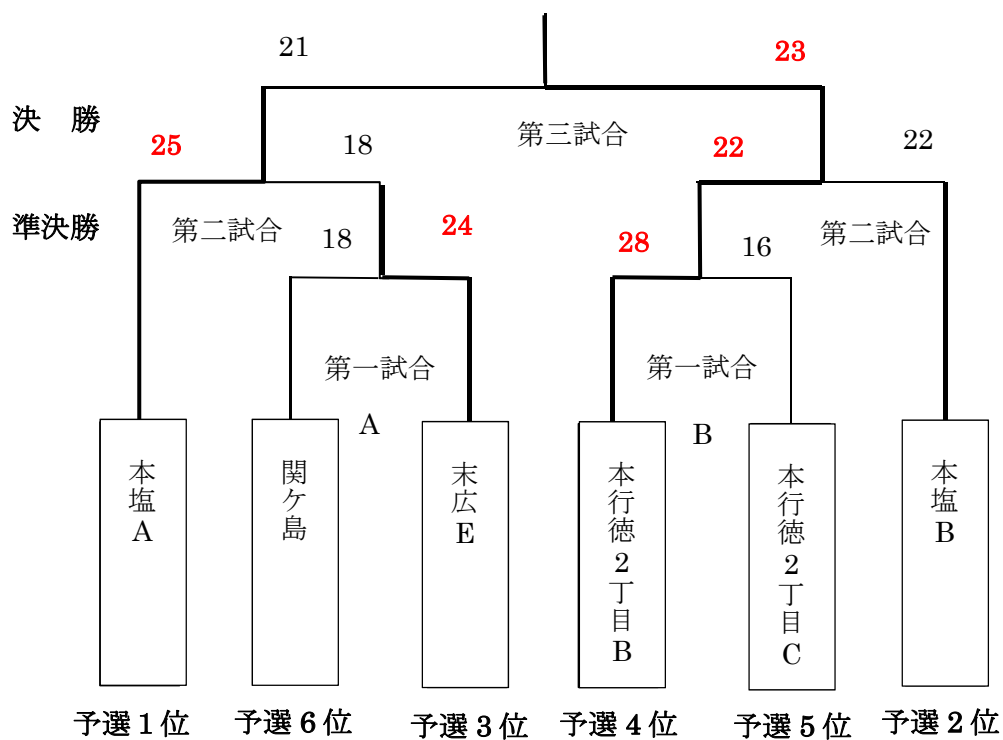 21
23
決　勝
25
18
第三試合
22
22
準決勝
第二試合
18
24
28
16
第二試合
第一試合
第一試合
A
B
本塩A
関ケ島
末広E
本行徳2丁目B
本行徳2丁目C
本塩B
予選1位
予選6位
予選3位
予選4位
予選5位
予選2位